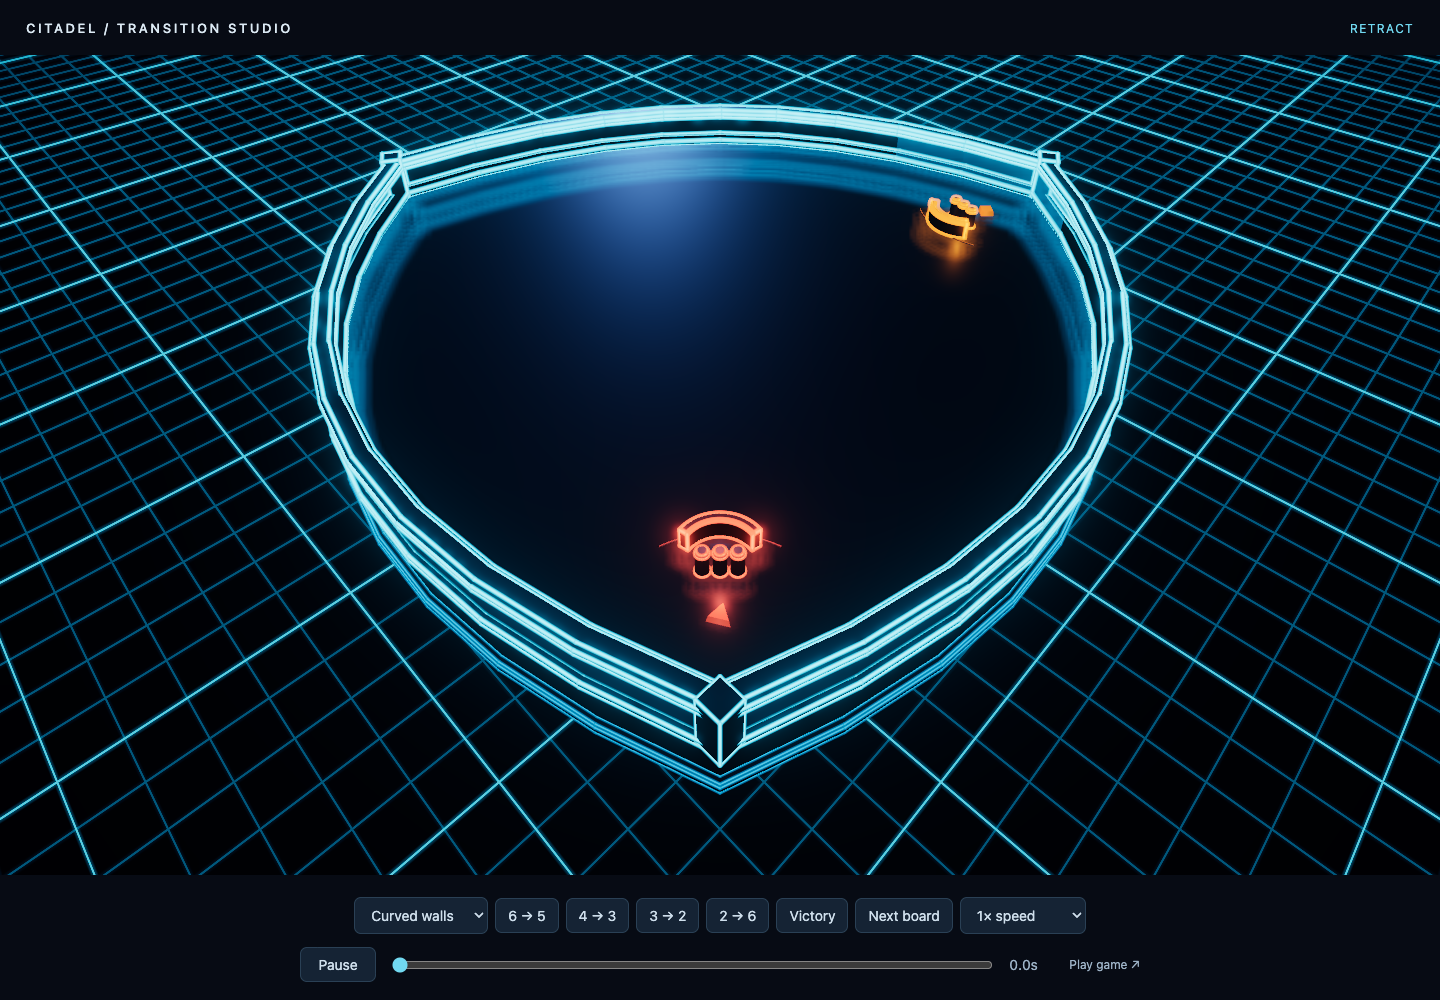 CITADEL / TRANSITION STUDIO
RETRACT
Curved walls
6 → 5
4 → 3
3 → 2
2 → 6
Victory
Next board
1× speed
Pause
0.0s
Play game ↗